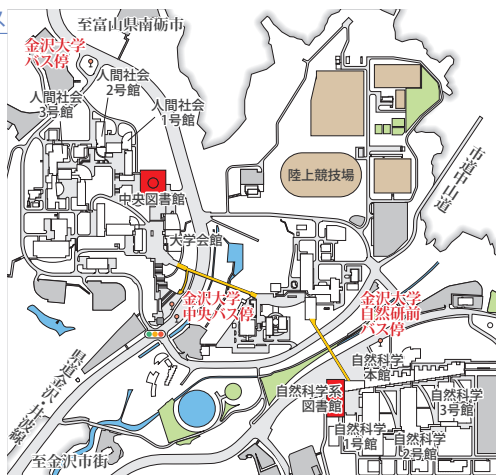 ス
至富山県南砺市
金沢大学
バス停
人間社会
2号館
人間社会
3号館
人間社会
1号館
中央図書館
大学会館
陸上競技場
市道中山道
金沢大学
中央バス停
金沢大学
自然研前
バス停
県道金沢井波線
至金沢市街
自然科学
本館
自然科学系
図書館
自然科学
1号館
自然科学
2号館
自然科学
3号館